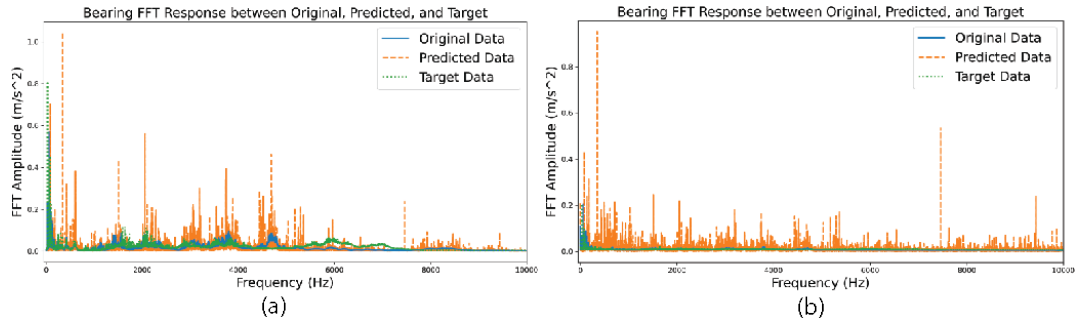 Bearing FFT Response between Original, Predicted, and Target
1.0
0.8
0.6
0.4
0.2
0.0
FFT Amplitude (m/s^2)
Original Data
Predicted Data
Target Data
0
2000
4000
6000
8000
10000
Frequency (Hz)
(a)
Bearing FFT Response between Original, Predicted, and Target
0.8
0.6
0.4
0.2
0.0
FFT Amplitude (m/s^2)
Original Data
Predicted Data
Target Data
0
2000
4000
6000
8000
10000
Frequency (Hz)
(b)